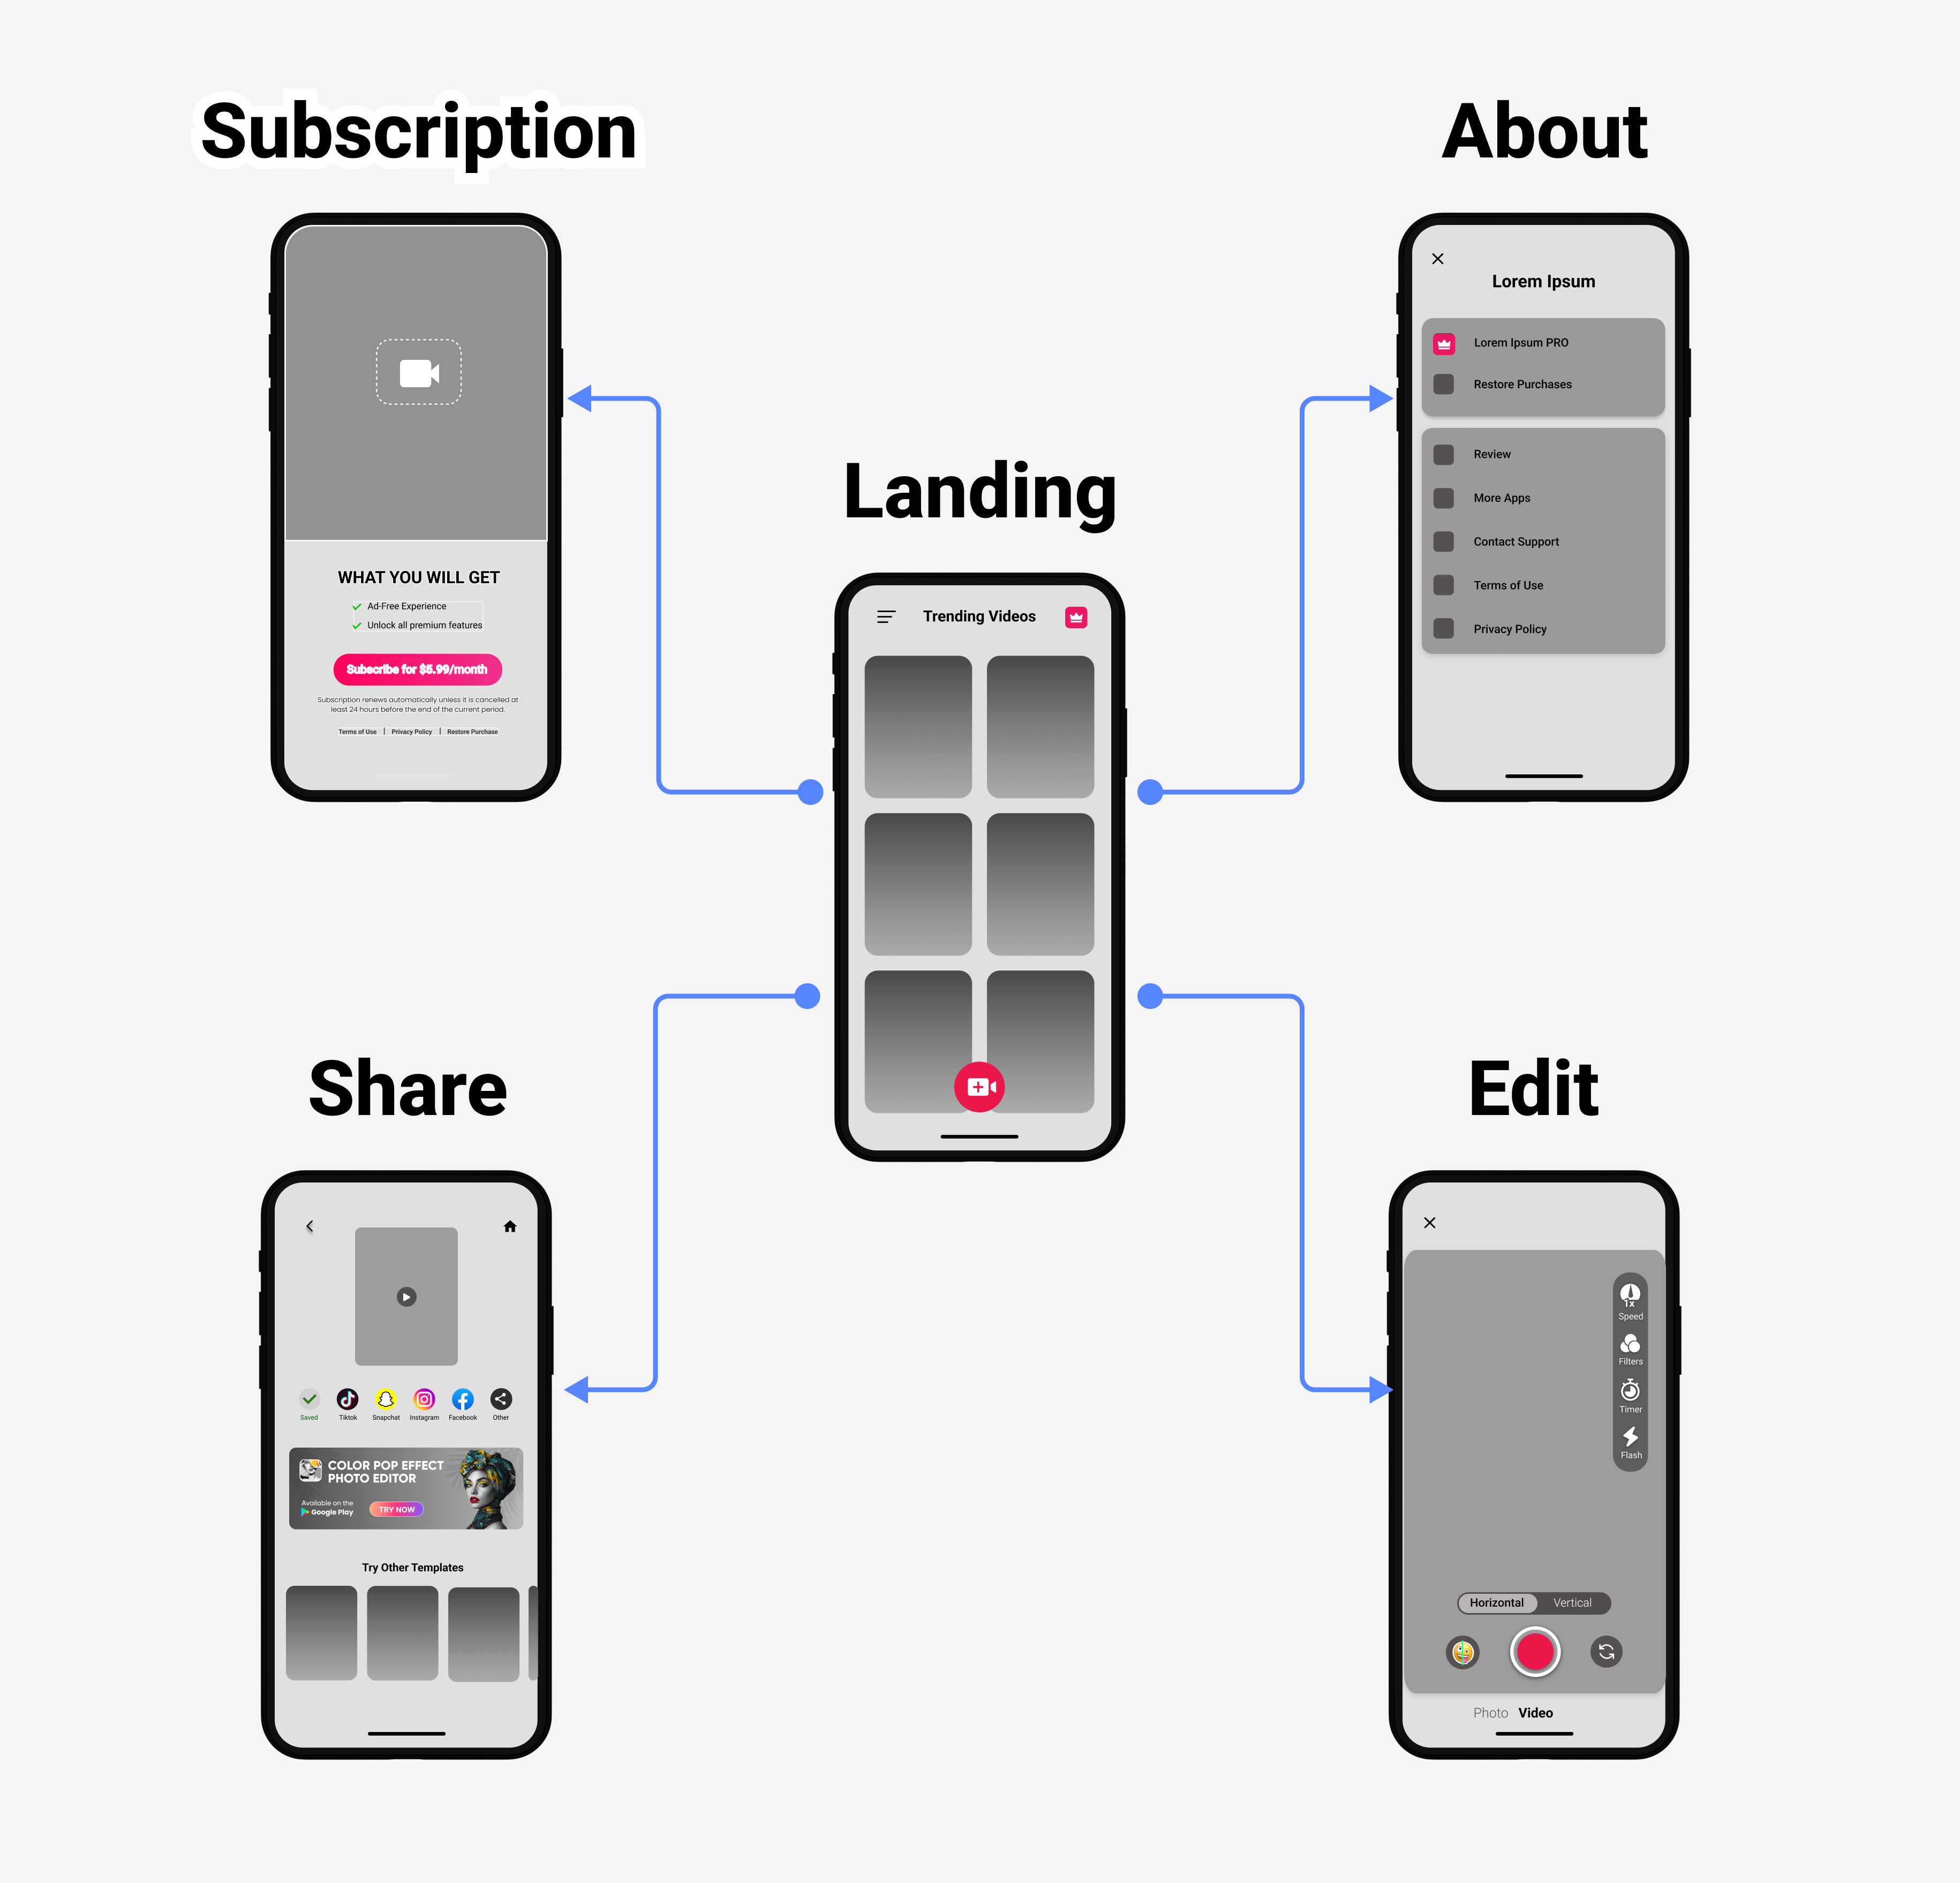 Subscription
WHAT YOU WILL GET
Ad-Free Experience
Unlock all premium features
Subscribe for $5.99/month
Subscription renews automatically unless it is cancelled at
least 24 hours before the end of the current period.
Terms of Use | Privacy Policy | Restore Purchase
About
Lorem Ipsum
Lorem Ipsum PRO
Restore Purchases
Review
More Apps
Contact Support
Terms of Use
Privacy Policy
Landing
Trending Videos
Share
Saved Tiktok Snapchat Instagram Facebook Other
COLOR POP EFFECT
PHOTO EDITOR
Available on the
Google Play
TRY NOW
Try Other Templates
Edit
1x
Speed
Filters
Timer
Flash
Horizontal Vertical
Photo Video